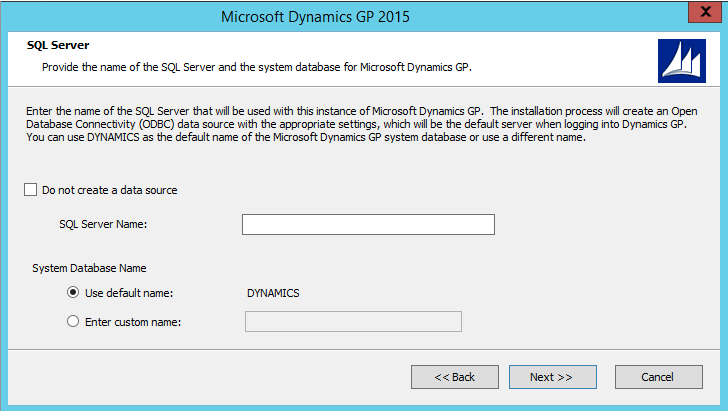 Microsoft Dynamics GP 2015
X
SQL Server
Provide the name of the SQL Server and the system database for Microsoft Dynamics GP.
Enter the name of the SQL Server that will be used with this instance of Microsoft Dynamics GP.  The installation process will create an Open
Database Connectivity (ODBC) data source with the appropriate settings, which will be the default server when logging into Dynamics GP.
You can use DYNAMICS as the default name of the Microsoft Dynamics GP system database or use a different name.
Do not create a data source
SQL Server Name:
System Database Name
Use default name: DYNAMICS
Enter custom name:
<< Back Next >> Cancel